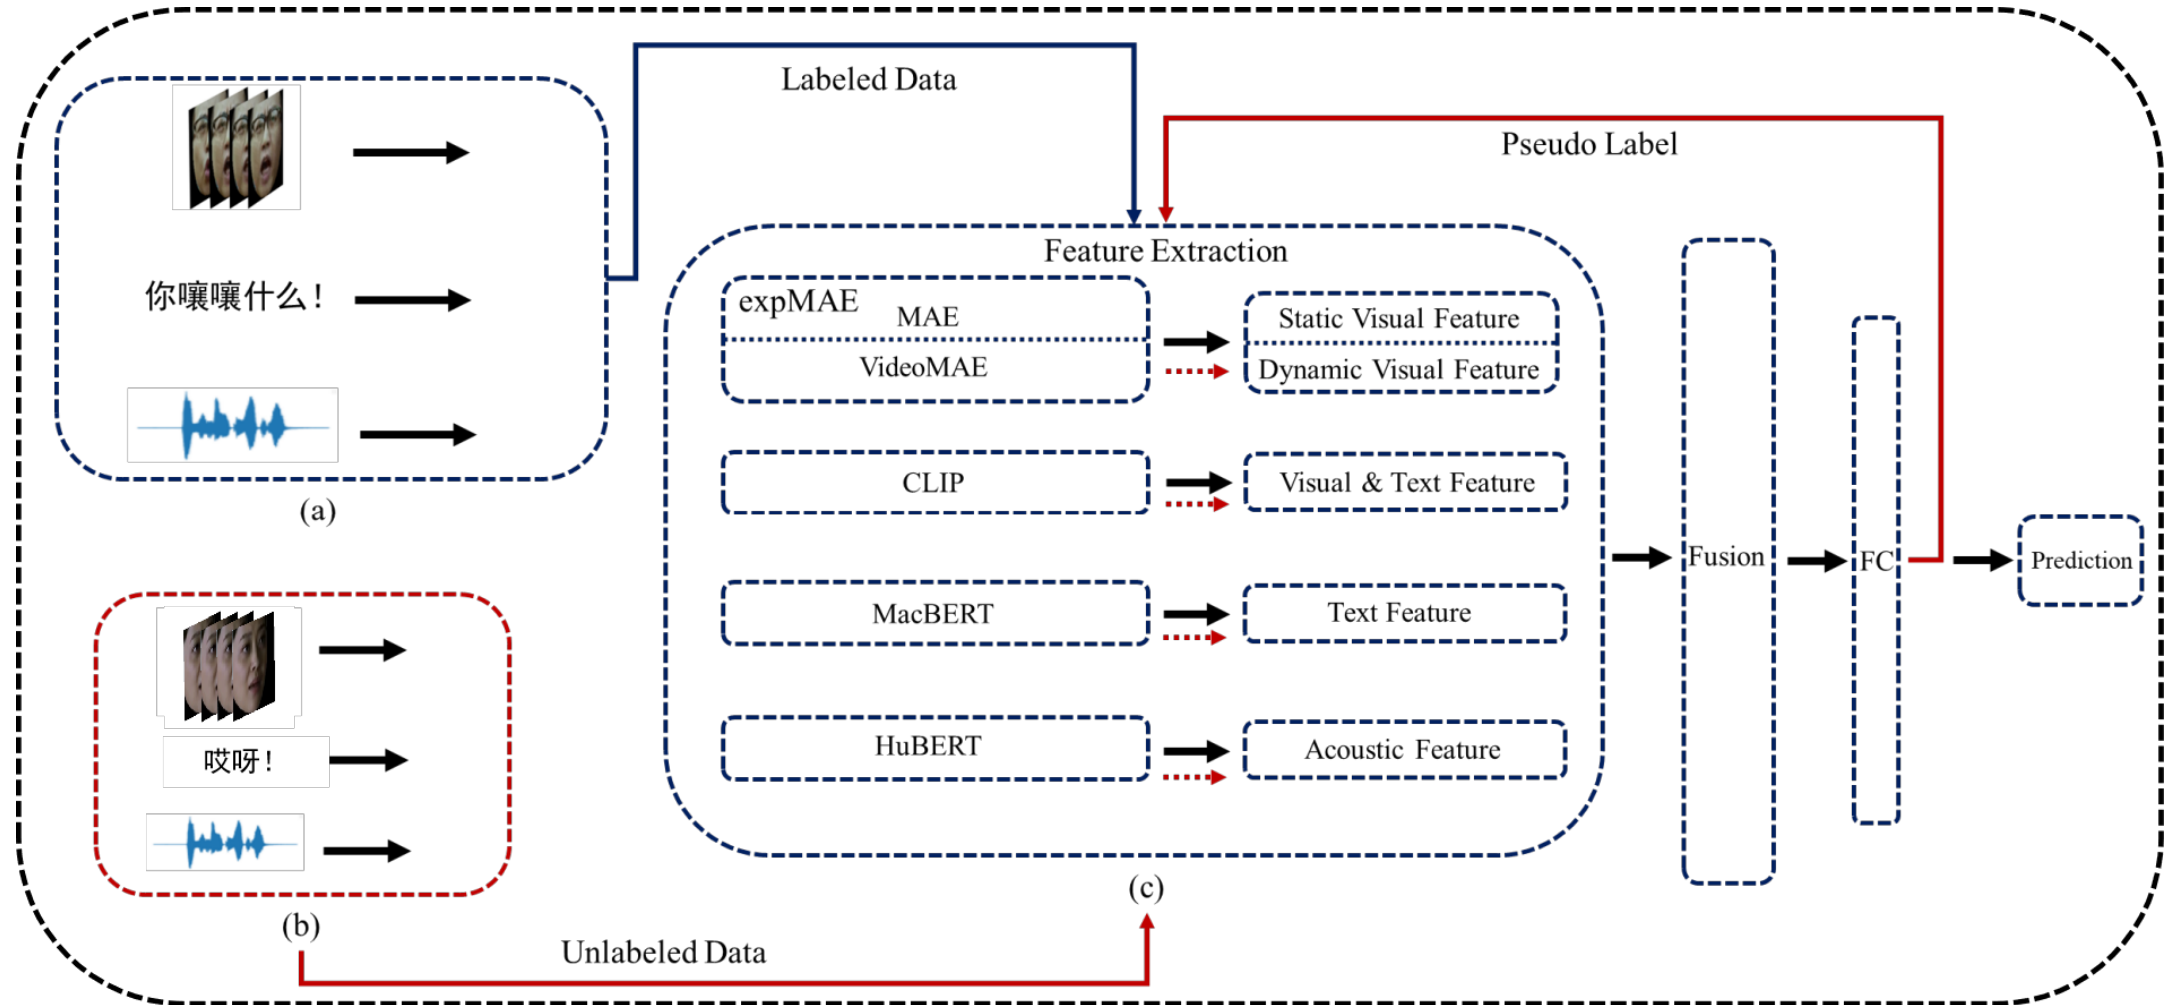 Labeled Data
Pseudo Label
你嚷嚷什么!
(a)
哎呀!
(b)
Unlabeled Data
Feature Extraction
expMAE
MAE
VideoMAE
Static Visual Feature
Dynamic Visual Feature
CLIP
Visual & Text Feature
MacBERT
Text Feature
HuBERT
Acoustic Feature
(c)
Fusion
FC
Prediction